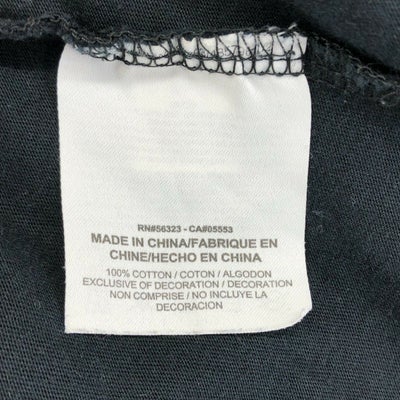 RN#56323 - CA#05553
MADE IN CHINA/FABRIQUE EN
CHINE/HECHO EN CHINA
100% COTTON / COTON / ALGODON
EXCLUSIVE OF DECORATION / DECORATION
NON COMPRISE / NO INCLUYE LA
DECORACION